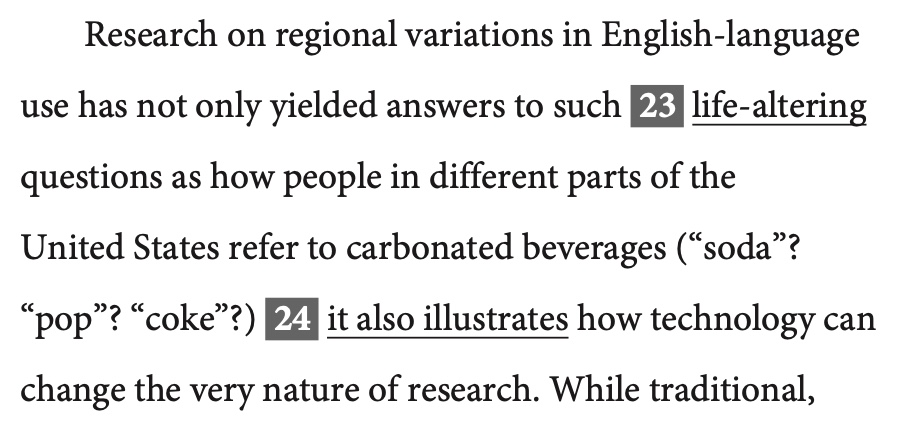 Research on regional variations in English-language
use has not only yielded answers to such 23 life-altering
questions as how people in different parts of the
United States refer to carbonated beverages (“soda”?
“pop”? “coke”?) 24 it also illustrates how technology can
change the very nature of research. While traditional,